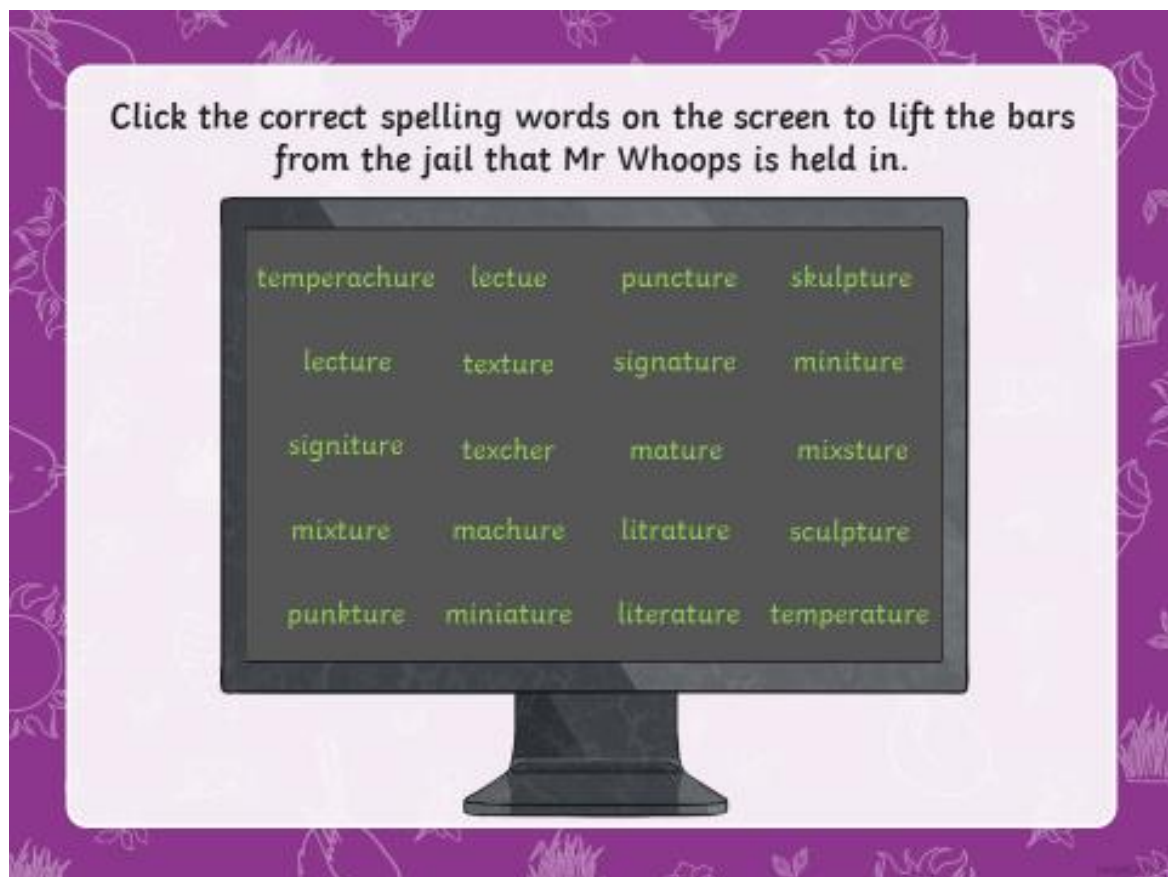 Click the correct spelling words on the screen to lift the bars
from the jail that Mr Whoops is held in.
temperachure lectue puncture skulpture
lecture texture signature miniture
signiture texcher mature mixsture
mixture machure litrature sculpture
punkture miniature literature temperature